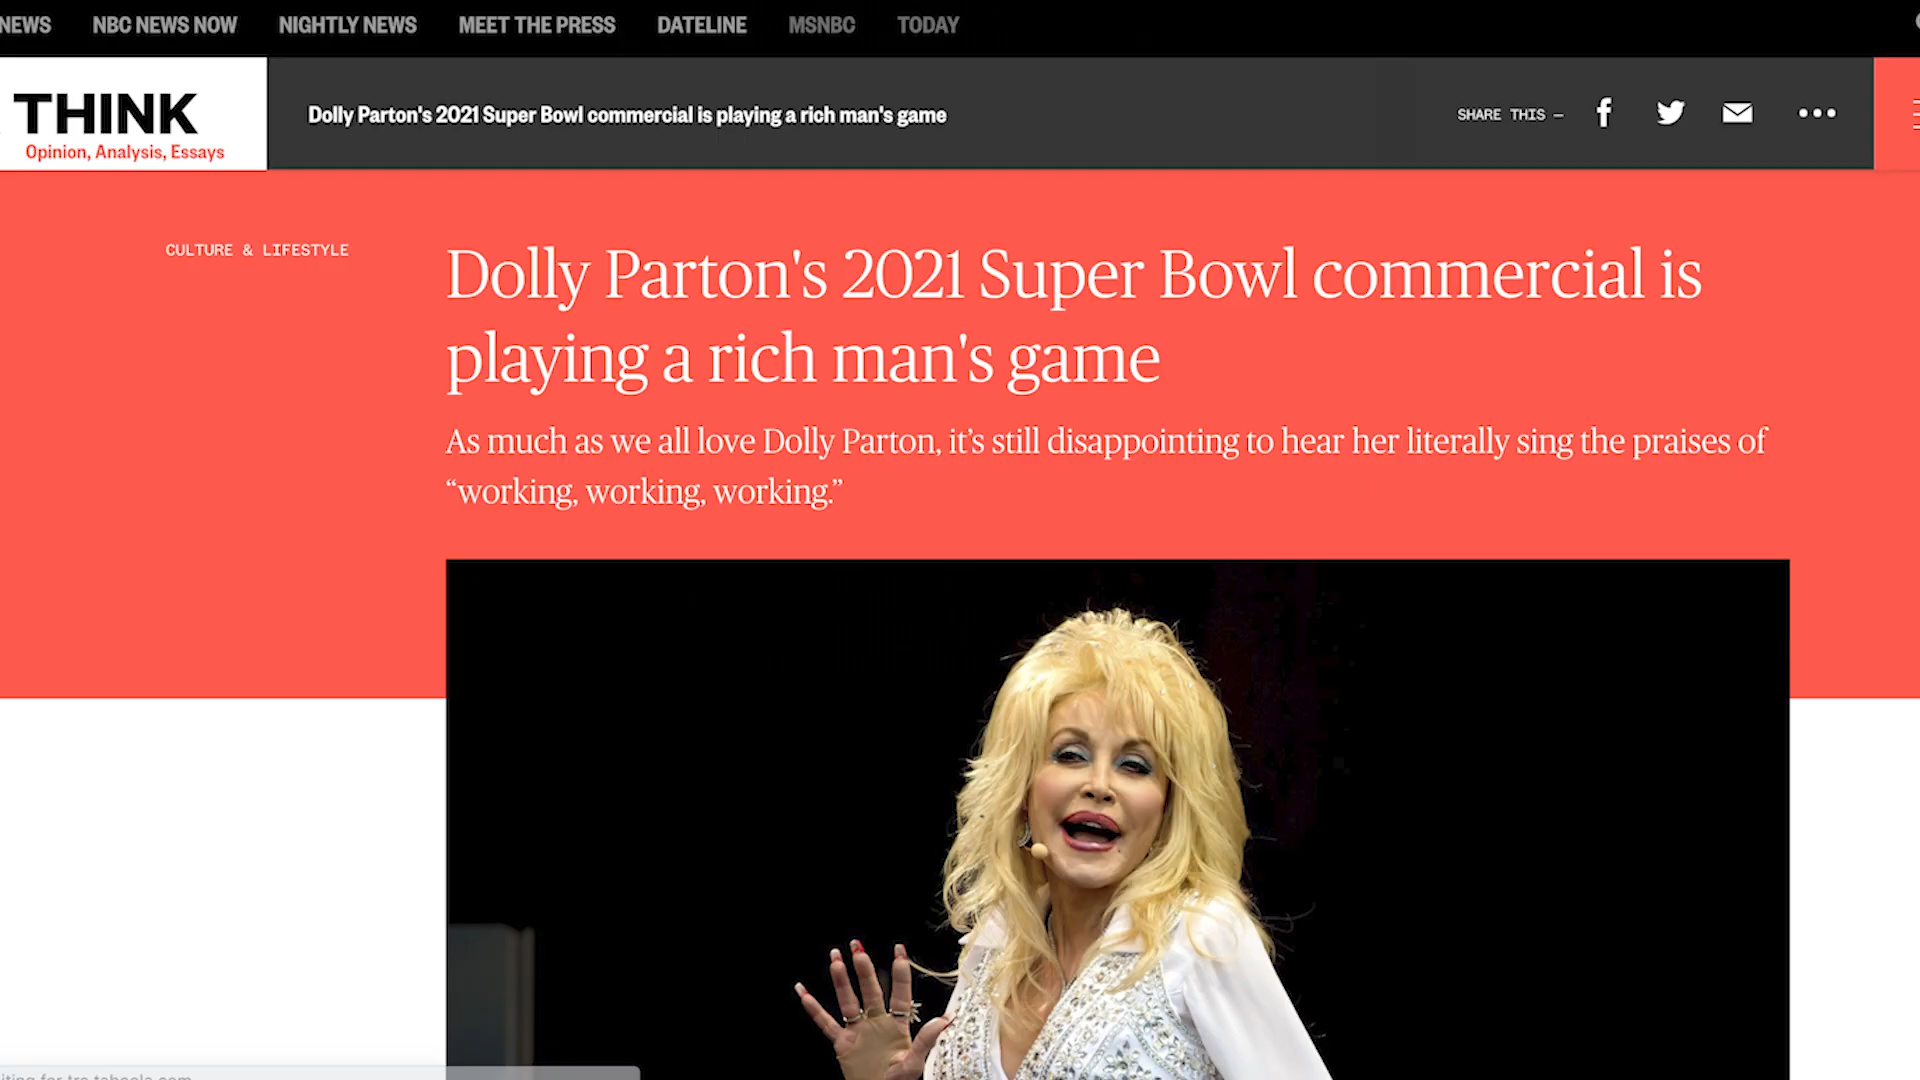 NEWS NBC NEWS NOW NIGHTLY NEWS MEET THE PRESS DATELINE MSNBC TODAY
THINK
Opinion, Analysis, Essays
Dolly Parton's 2021 Super Bowl commercial is playing a rich man's game
SHARE THIS —
CULTURE & LIFESTYLE
Dolly Parton's 2021 Super Bowl commercial is
playing a rich man's game
As much as we all love Dolly Parton, it's still disappointing to hear her literally sing the praises of
“working, working, working.”